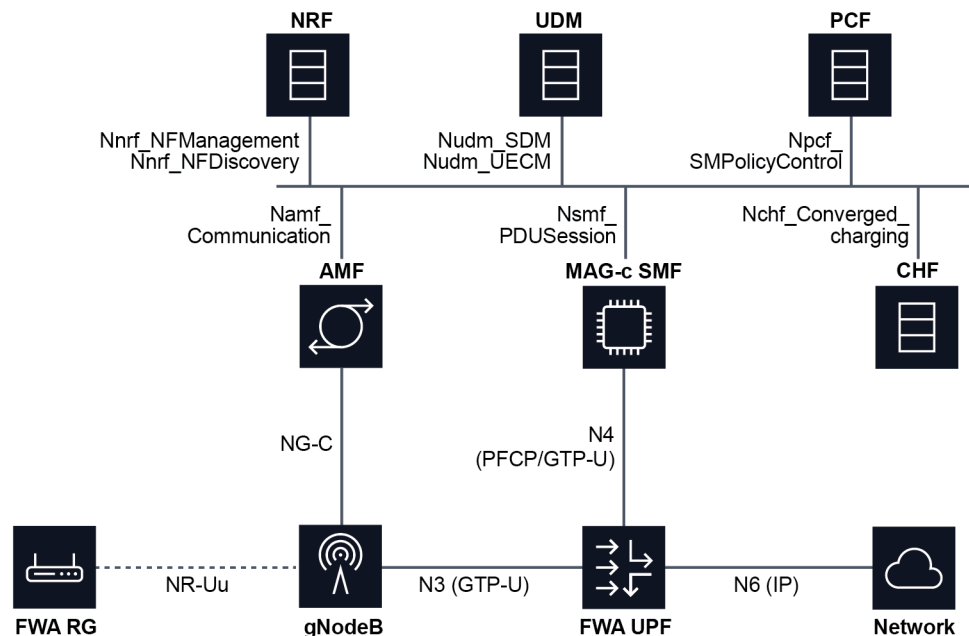 NRF
UDM
PCF
Nnrf_NFManagement
Nnrf_NFDiscovery
Nudm_SDM
Nudm_UECM
Npcf_
SMPolicyControl
Namf_
Communication
Nsmf_
PDUSession
Nchf_Converged_
charging
AMF
MAG-c SMF
CHF
NG-C
N4
(PFCP/GTP-U)
NR-Uu
N3 (GTP-U)
N6 (IP)
FWA RG
gNodeB
FWA UPF
Network